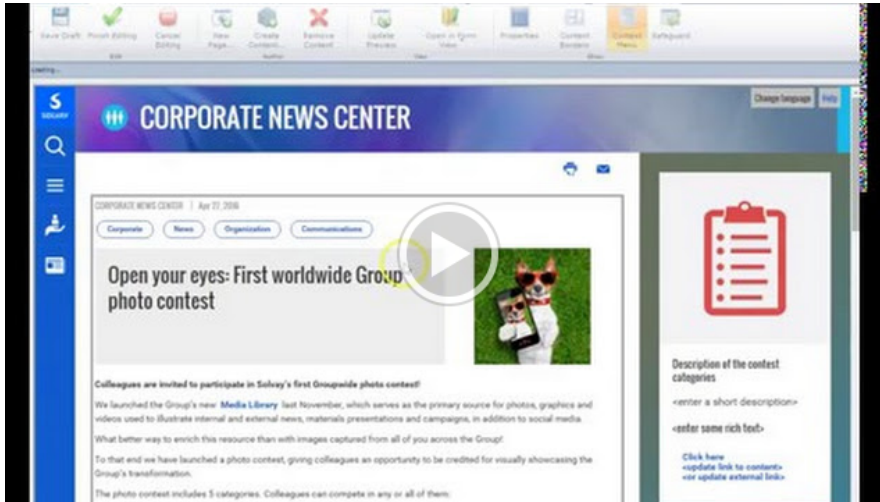 Save Draft Finish Editing Cancel Editing New Page... Create Content... Remove Content Update Preview Open in Form View Properties Content Borders Context Menu Safeguard
Edit Author View Show
Loading...
SOLVAY
CORPORATE NEWS CENTER
Change language Help
CORPORATE NEWS CENTER | Apr 27, 2016
Corporate News Organization Communications
Open your eyes: First worldwide Group
photo contest
Colleagues are invited to participate in Solvay's first Groupwide photo contest!
We launched the Group's new Media Library last November, which serves as the primary source for photos, graphics and
videos used to illustrate internal and external news, materials presentations and campaigns, in addition to social media.
What better way to enrich this resource than with images captured from all of you across the Group!
To that end we have launched a photo contest, giving colleagues an opportunity to be credited for visually showcasing the
Group's transformation.
The photo contest includes 5 categories. Colleagues can compete in any or all of them:
Description of the contest
categories
<enter a short description>
<enter some rich text>
Click here
<update link to content>
<or update external link>